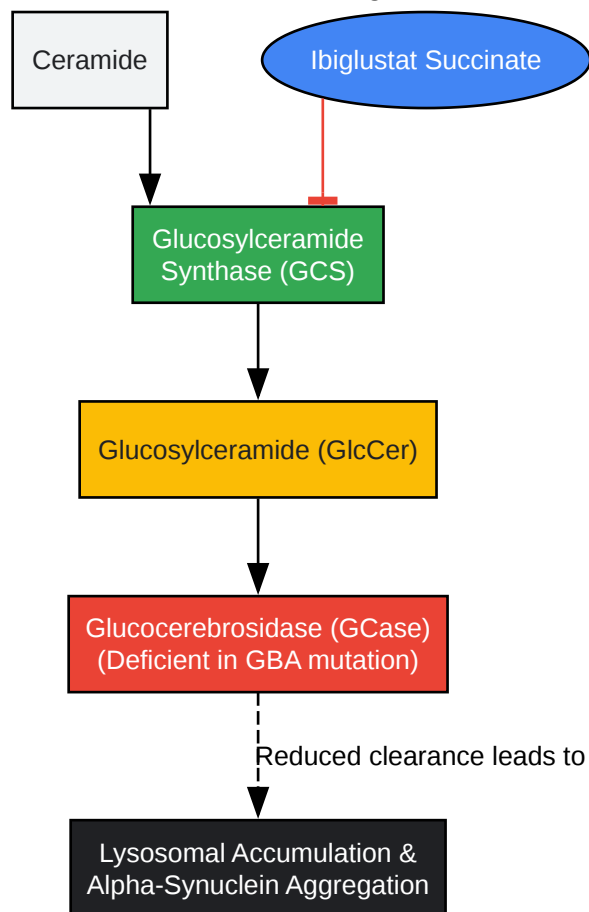 Ceramide
Ibiglustat Succinate
Glucosylceramide
Synthase (GCS)
Glucosylceramide (GlcCer)
Glucocerebrosidase (GCase)
(Deficient in GBA mutation)
Reduced clearance leads to
Lysosomal Accumulation &
Alpha-Synuclein Aggregation